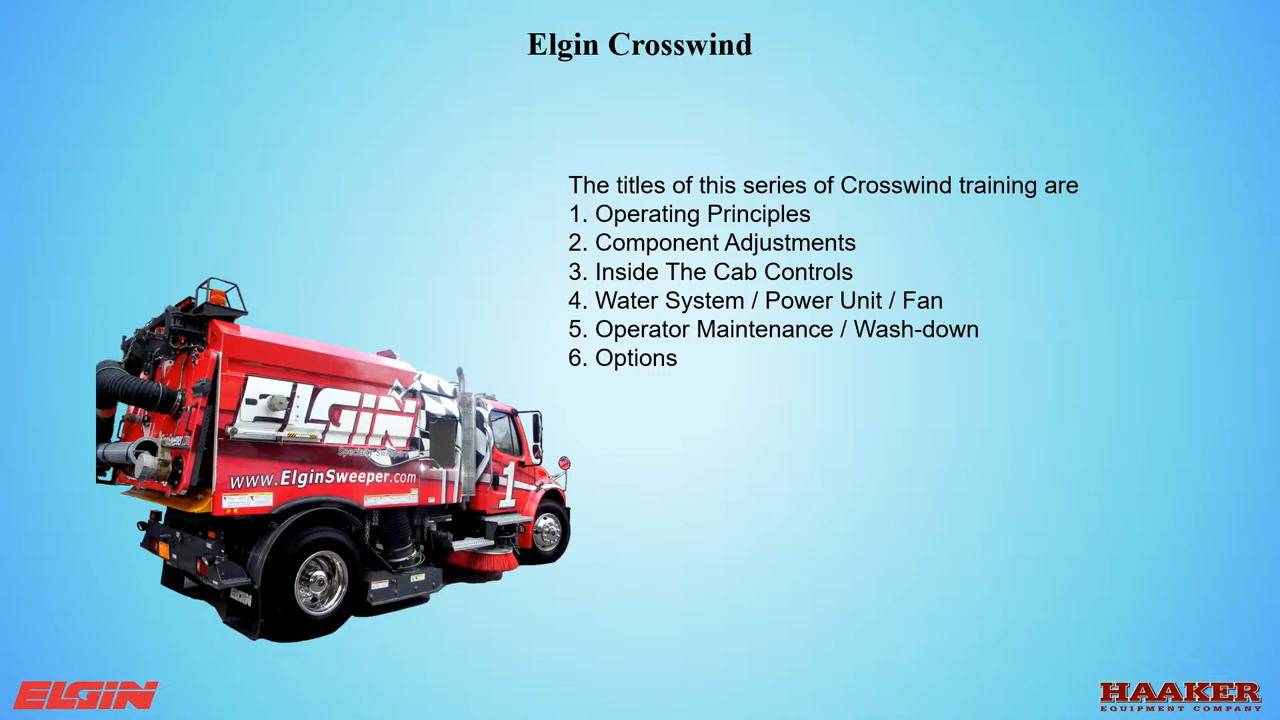 Elgin Crosswind
The titles of this series of Crosswind training are
1. Operating Principles
2. Component Adjustments
3. Inside The Cab Controls
4. Water System / Power Unit / Fan
5. Operator Maintenance / Wash-down
6. Options
ELGIN
www.ElginSweeper.com
1
ELGIN
HAAKER
EQUIPMENT COMPANY